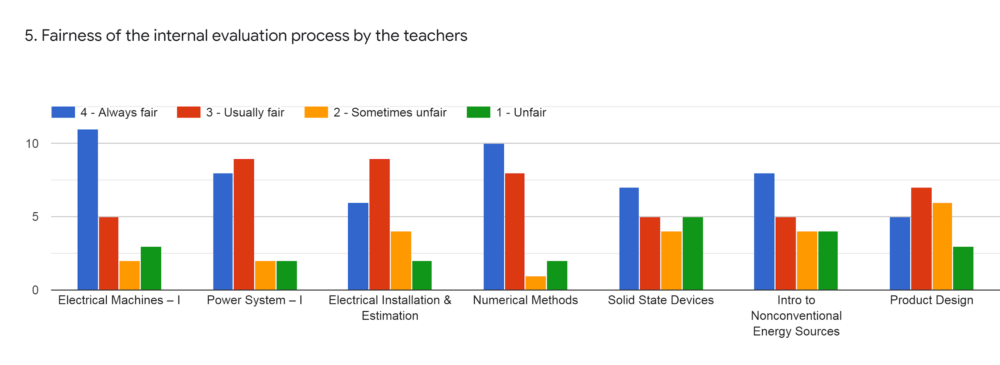 5. Fairness of the internal evaluation process by the teachers
4 - Always fair
3 - Usually fair
2 - Sometimes unfair
1 - Unfair
10
5
0
Electrical Machines – I
Power System – I
Electrical Installation &
Estimation
Numerical Methods
Solid State Devices
Intro to
Nonconventional
Energy Sources
Product Design